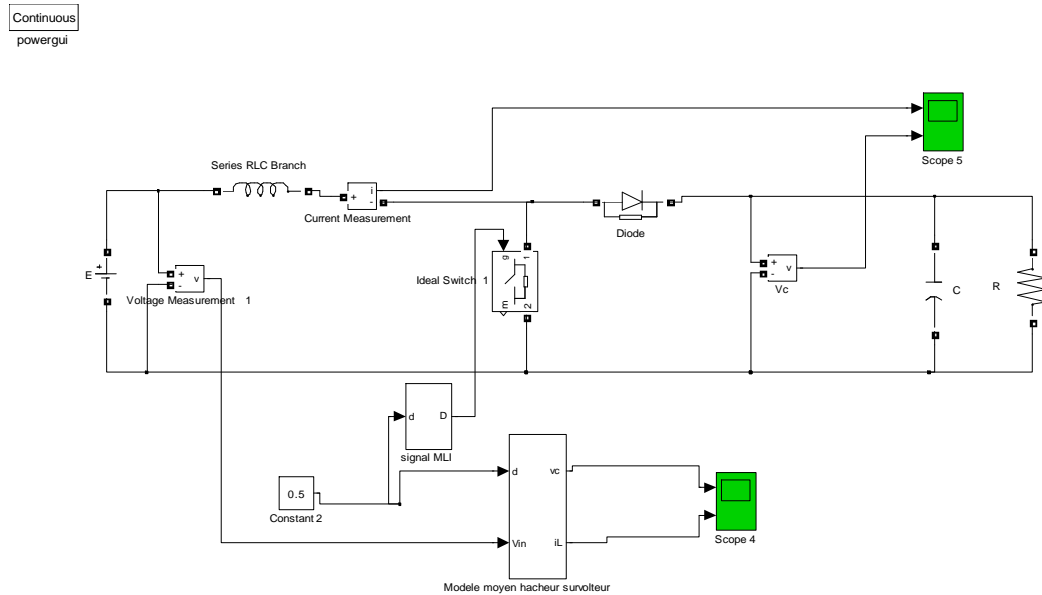 Continuous
powergui
Scope 5
Series RLC Branch
i
+
-
Current Measurement
Diode
g
1
Ideal Switch 1
m
2
E
+
+
-
v
Voltage Measurement 1
+
-
v
Vc
C
R
d
D
signal MLI
0.5
Constant 2
d
vc
Vin
iL
Scope 4
Modele moyen hacheur survolteur